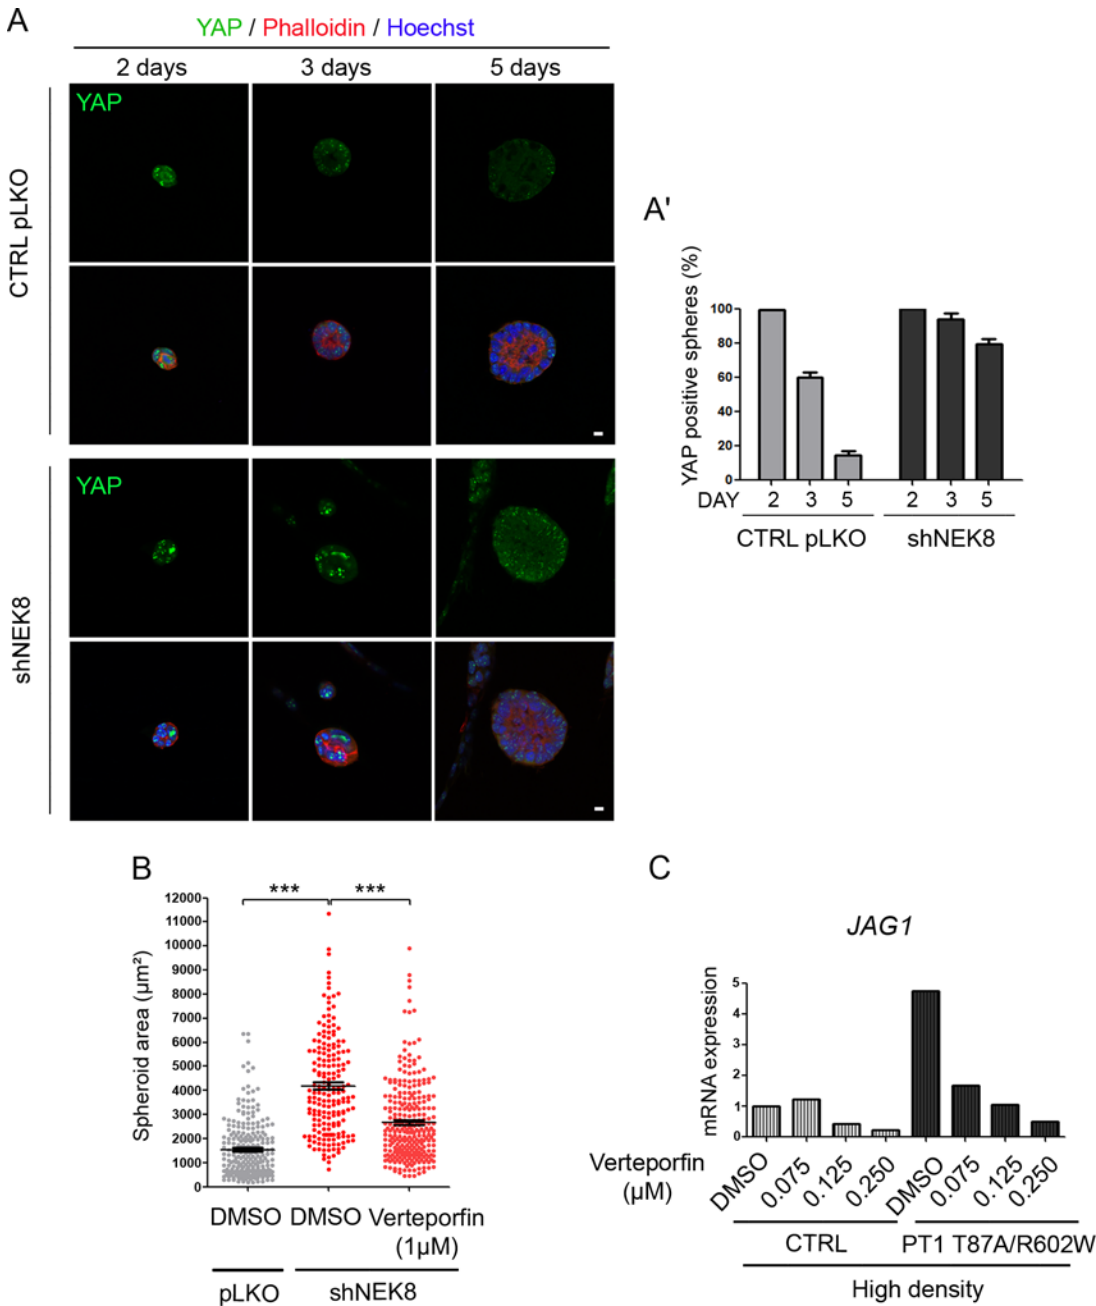 A
YAP / Phalloidin / Hoechst
2 days
3 days
5 days
CTRL pLKO
YAP
shNEK8
YAP
A'
YAP positive spheres (%)
100
80
60
40
20
0
DAY 2 3 5 2 3 5
CTRL pLKO shNEK8
B
*** ***
Spheroid area (µm²)
12000
11000
10000
9000
8000
7000
6000
5000
4000
3000
2000
1000
0
DMSO DMSO Verteporfin
(1µM)
pLKO shNEK8
C
JAG1
mRNA expression
5
4
3
2
1
0
Verteporfin
(µM)
DMSO 0.075 0.125 0.250 DMSO 0.075 0.125 0.250
CTRL PT1 T87A/R602W
High density